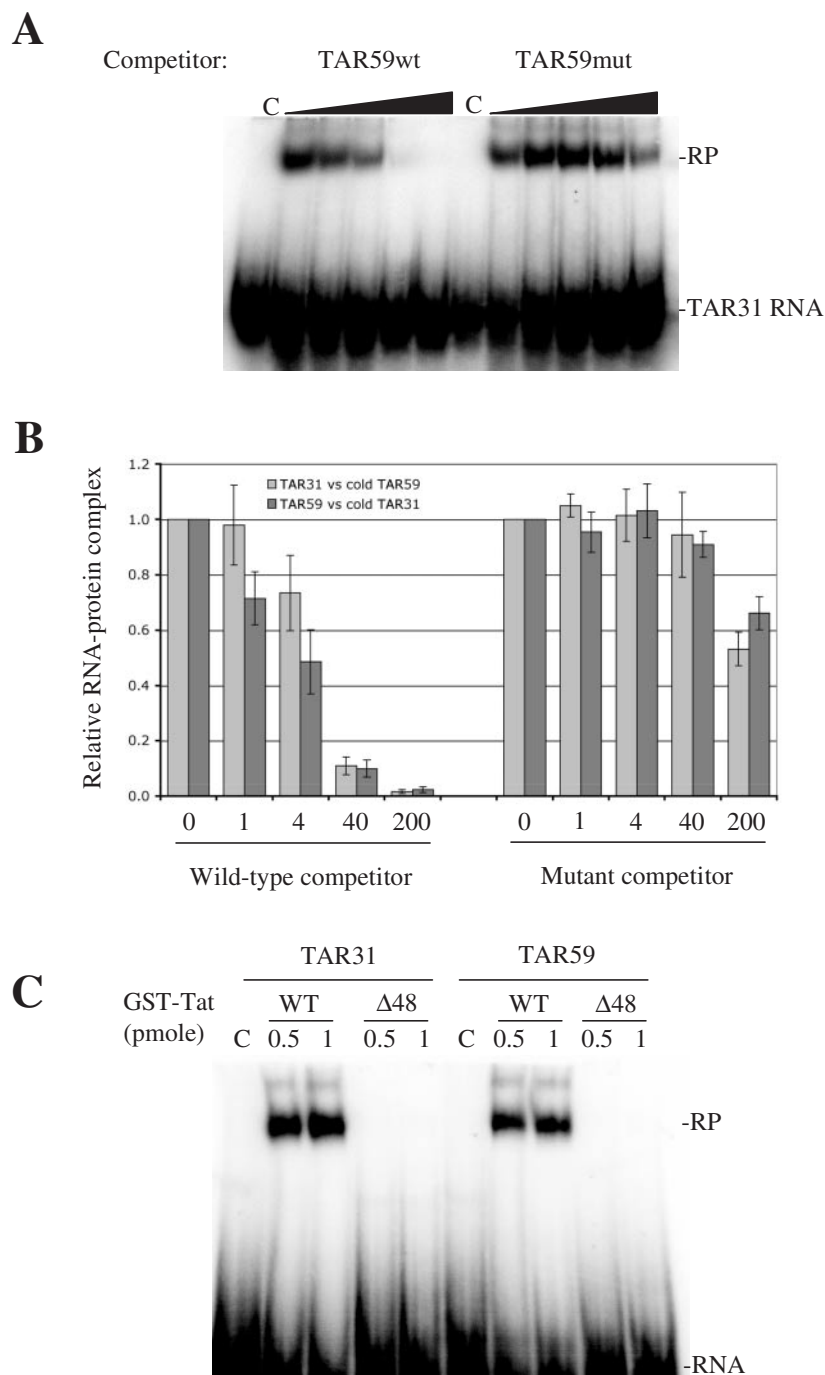 A
Competitor: TAR59wt TAR59mut
C C
-RP
-TAR31 RNA
B
Relative RNA-protein complex
1.2
1.0
0.8
0.6
0.4
0.2
0.0
TAR31 vs cold TAR59
TAR59 vs cold TAR31
0 1 4 40 200 0 1 4 40 200
Wild-type competitor Mutant competitor
C
TAR31 TAR59
GST-Tat WT Δ48 WT Δ48
(pmole) C 0.5 1 0.5 1 C 0.5 1 0.5 1
-RP
-RNA